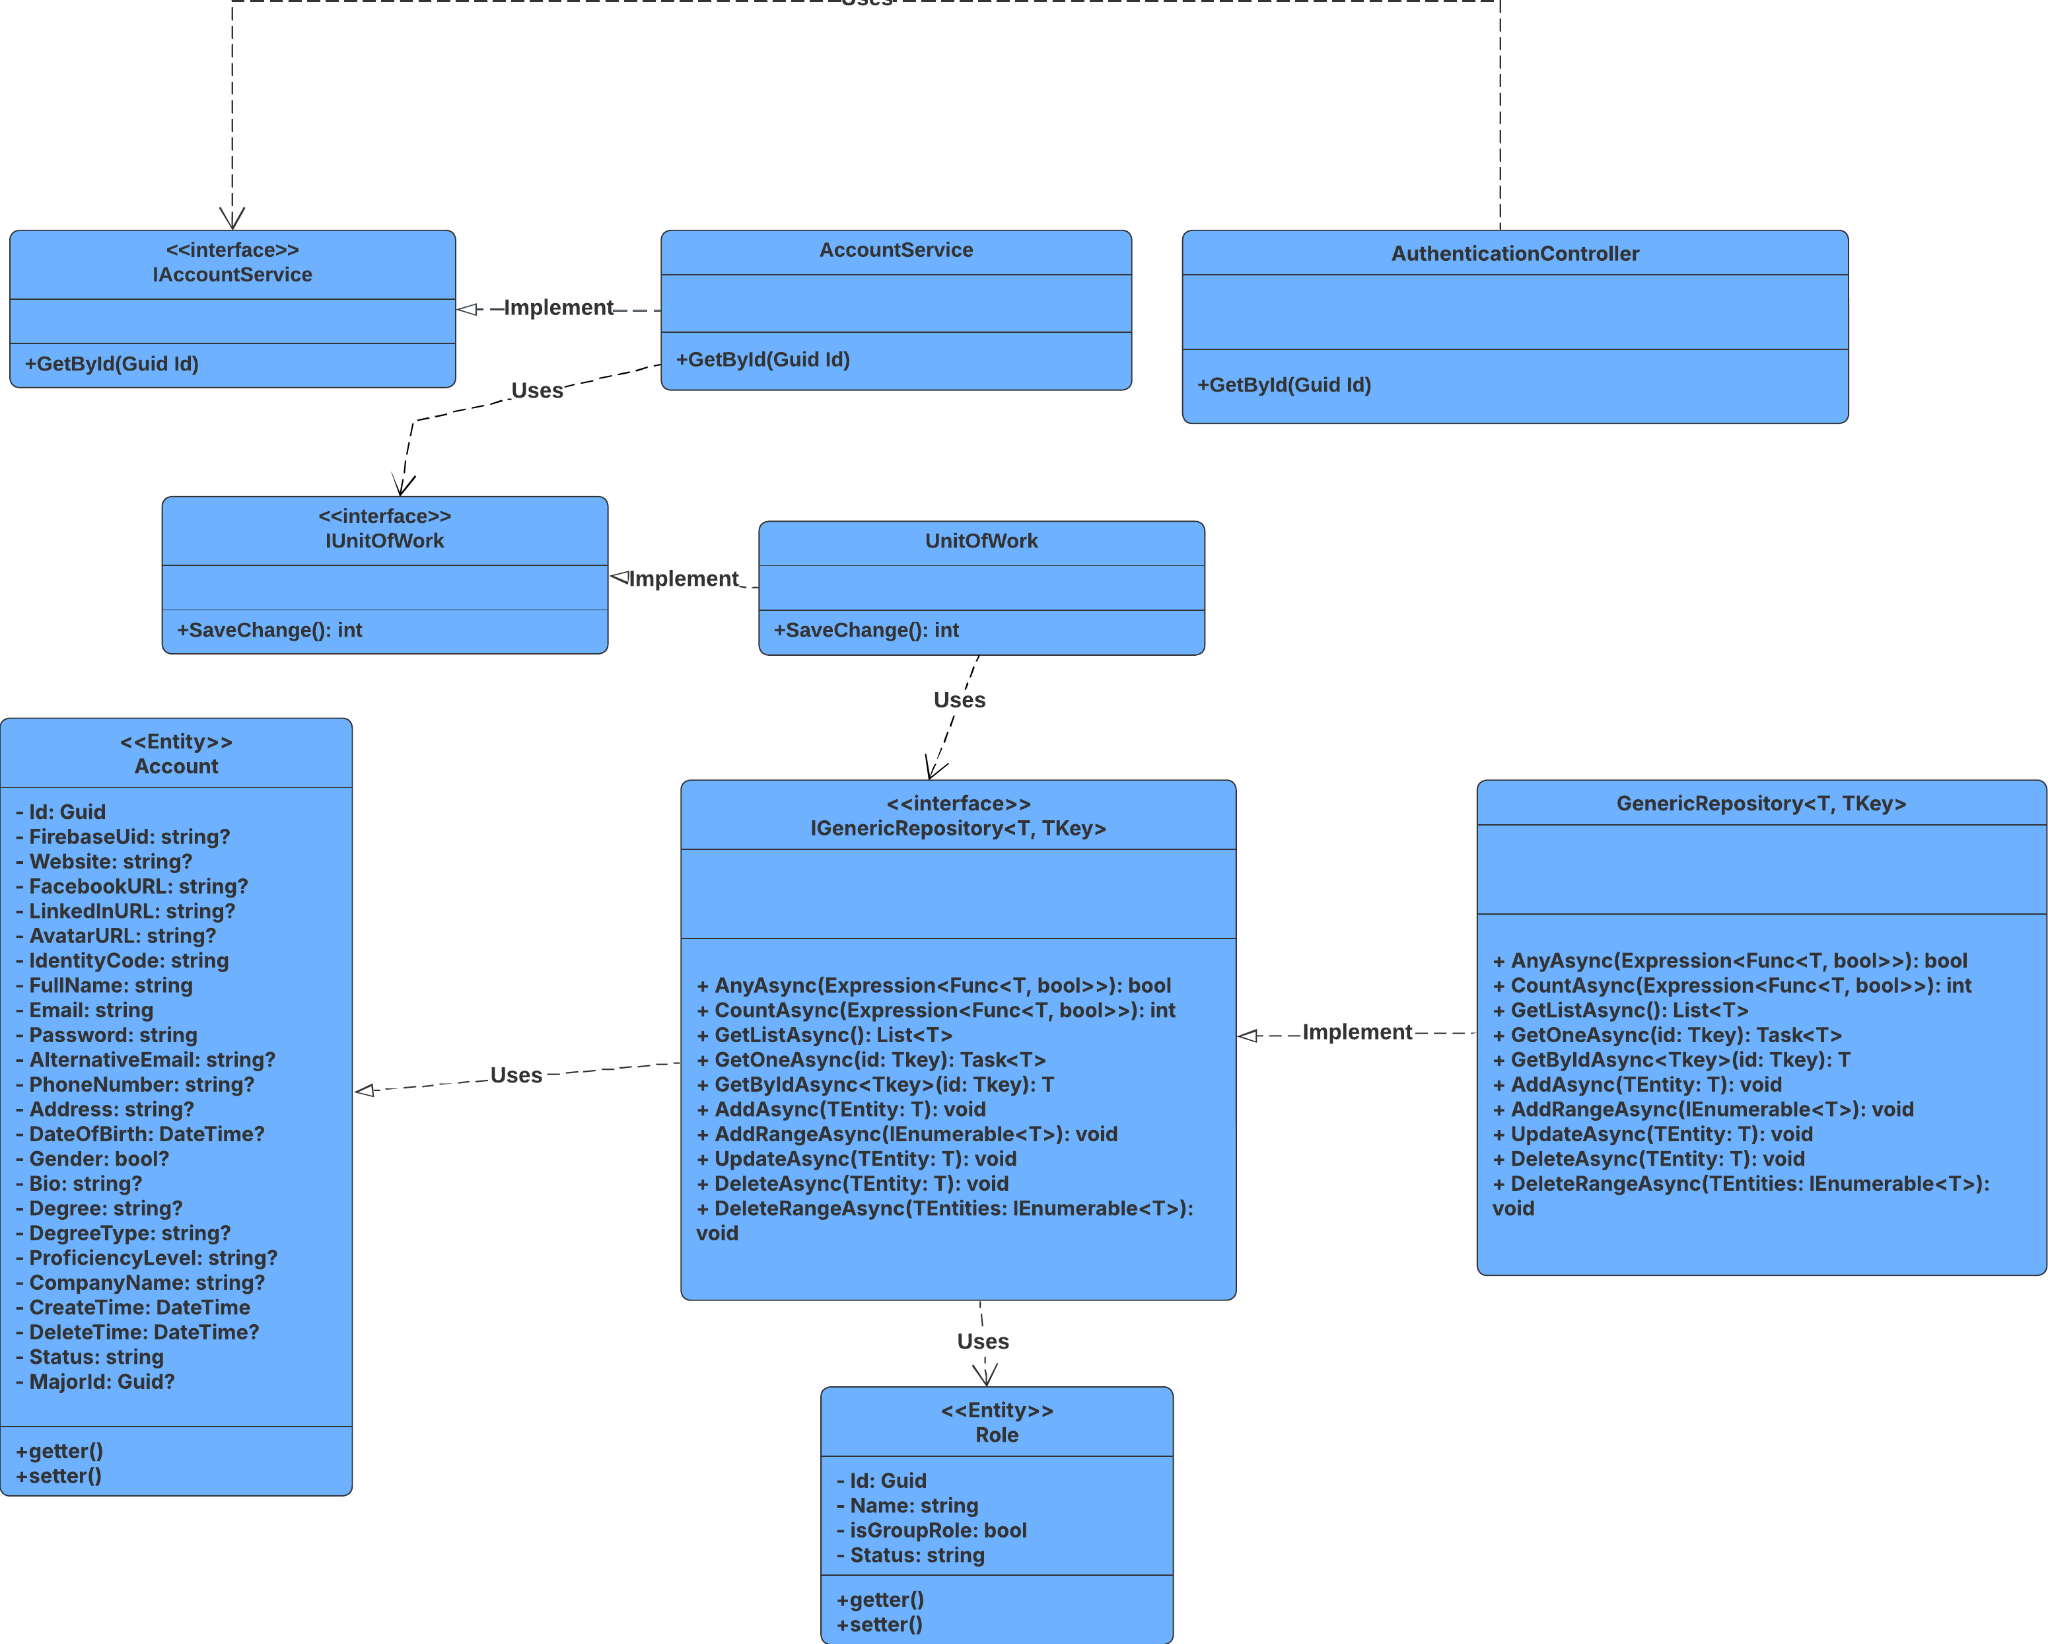 Uses
<<interface>>
IAccountService
+GetById(Guid Id)
Implement
AccountService
+GetById(Guid Id)
AuthenticationController
+GetById(Guid Id)
Uses
<<interface>>
IUnitOfWork
+SaveChange(): int
Implement
UnitOfWork
+SaveChange(): int
Uses
<<Entity>>
Account
- Id: Guid
- FirebaseUid: string?
- Website: string?
- FacebookURL: string?
- LinkedInURL: string?
- AvatarURL: string?
- IdentityCode: string
- FullName: string
- Email: string
- Password: string
- AlternativeEmail: string?
- PhoneNumber: string?
- Address: string?
- DateOfBirth: DateTime?
- Gender: bool?
- Bio: string?
- Degree: string?
- DegreeType: string?
- ProficiencyLevel: string?
- CompanyName: string?
- CreateTime: DateTime
- DeleteTime: DateTime?
- Status: string
- MajorId: Guid?
+getter()
+setter()
Uses
<<interface>>
IGenericRepository<T, TKey>
+ AnyAsync(Expression<Func<T, bool>>): bool
+ CountAsync(Expression<Func<T, bool>>): int
+ GetListAsync(): List<T>
+ GetOneAsync(id: Tkey): Task<T>
+ GetByIdAsync<Tkey>(id: Tkey): T
+ AddAsync(TEntity: T): void
+ AddRangeAsync(IEnumerable<T>): void
+ UpdateAsync(TEntity: T): void
+ DeleteAsync(TEntity: T): void
+ DeleteRangeAsync(TEntities: IEnumerable<T>):
void
Implement
GenericRepository<T, TKey>
+ AnyAsync(Expression<Func<T, bool>>): bool
+ CountAsync(Expression<Func<T, bool>>): int
+ GetListAsync(): List<T>
+ GetOneAsync(id: Tkey): Task<T>
+ GetByIdAsync<Tkey>(id: Tkey): T
+ AddAsync(TEntity: T): void
+ AddRangeAsync(IEnumerable<T>): void
+ UpdateAsync(TEntity: T): void
+ DeleteAsync(TEntity: T): void
+ DeleteRangeAsync(TEntities: IEnumerable<T>):
void
Uses
<<Entity>>
Role
- Id: Guid
- Name: string
- isGroupRole: bool
- Status: string
+getter()
+setter()